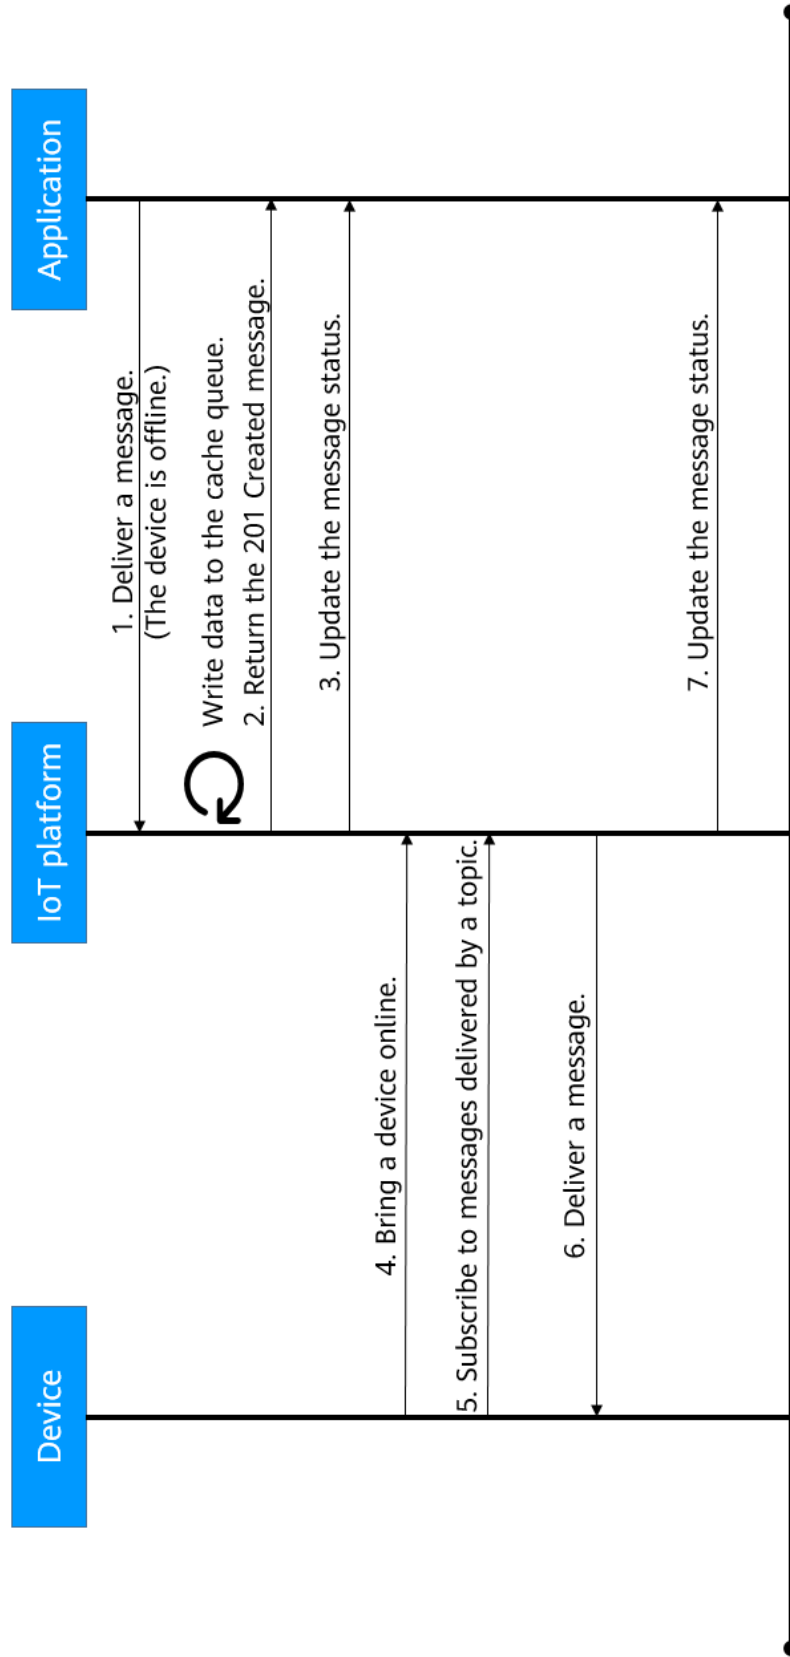 Device
IoT platform
Application
1. Deliver a message.
(The device is offline.)
Write data to the cache queue.
2. Return the 201 Created message.
3. Update the message status.
4. Bring a device online.
5. Subscribe to messages delivered by a topic.
6. Deliver a message.
7. Update the message status.